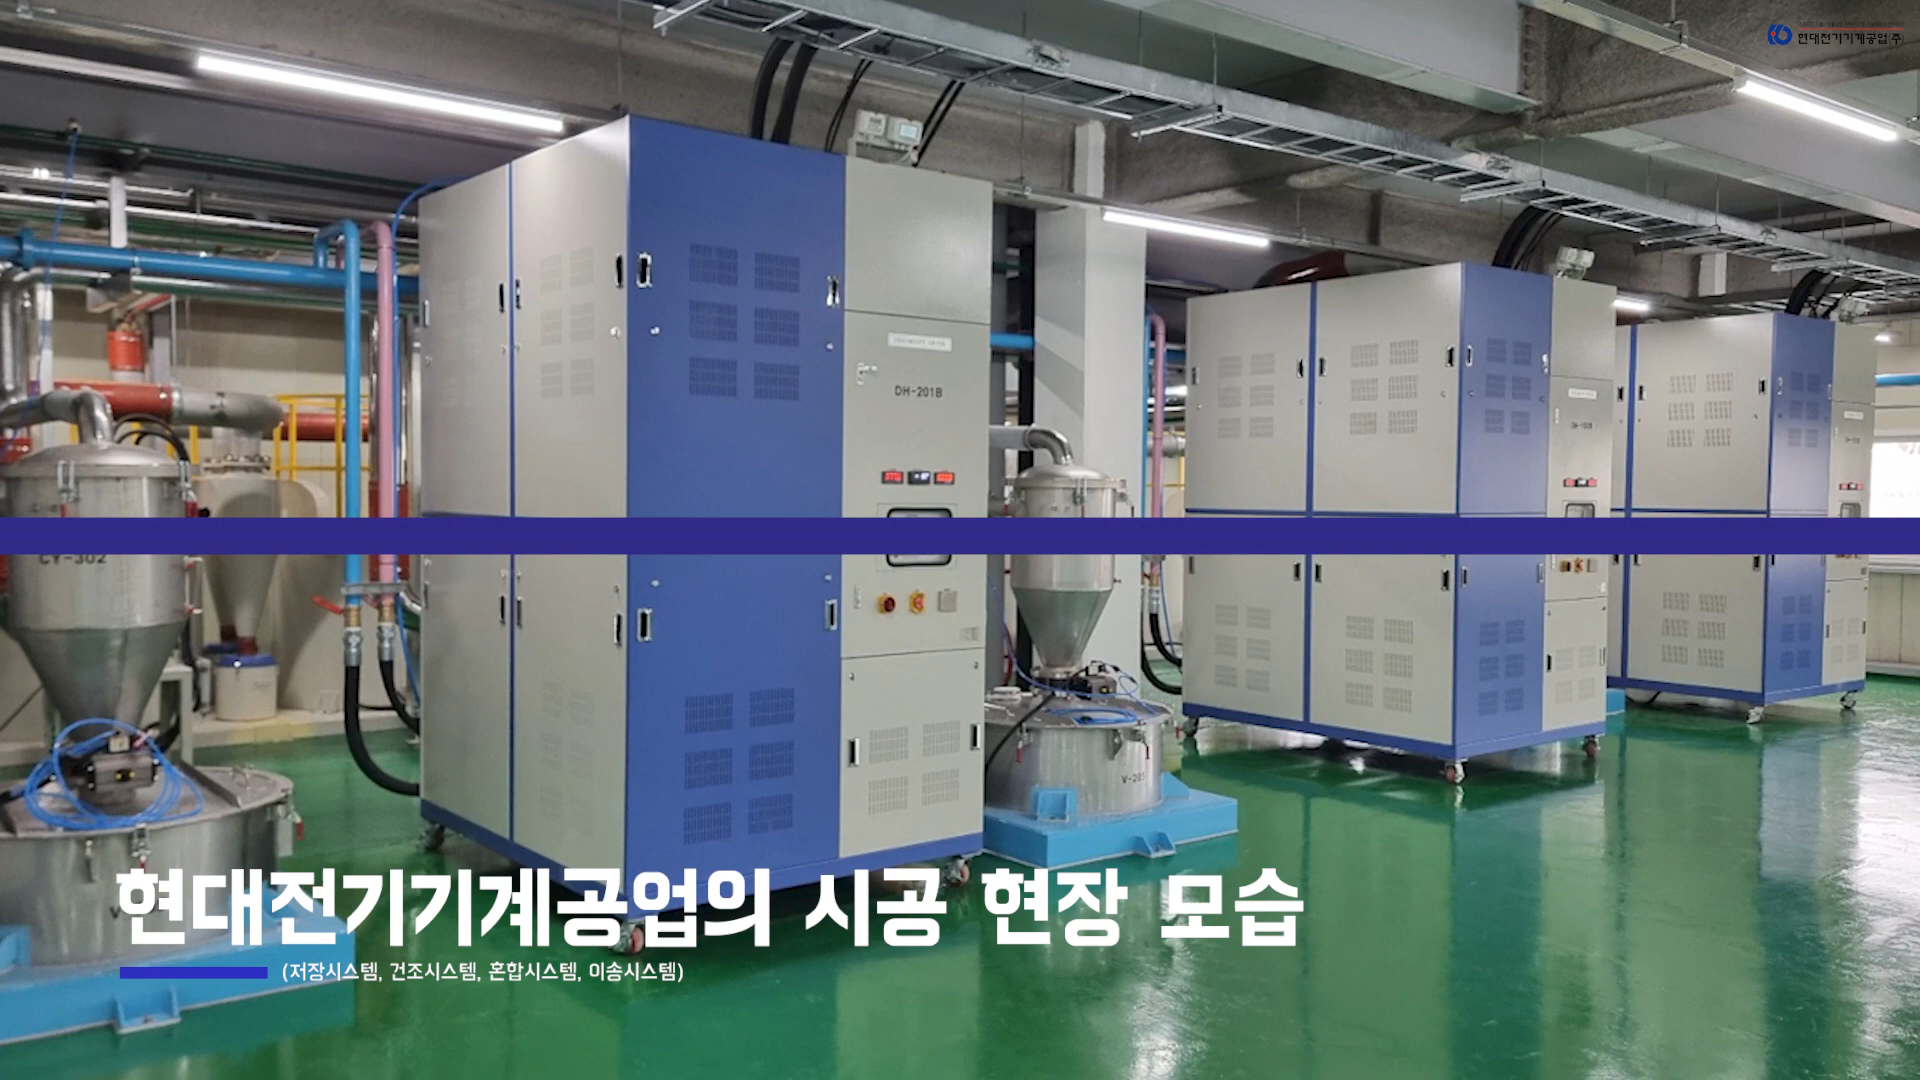 현대전기기계공업(주)
DH-201B
CY-302
V-205
현대전기기계공업의 시공 현장 모습
(저장시스템, 건조시스템, 혼합시스템, 이송시스템)